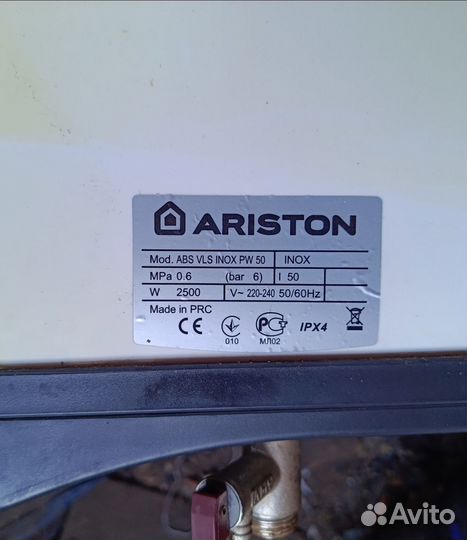 ARISTON
Mod. ABS VLS INOX PW 50 INOX
MPa 0.6 (bar 6) l 50
W 2500 V~ 220-240 50/60Hz
Made in PRC
CE 010 PCT МЛ02 IPX4
Avito